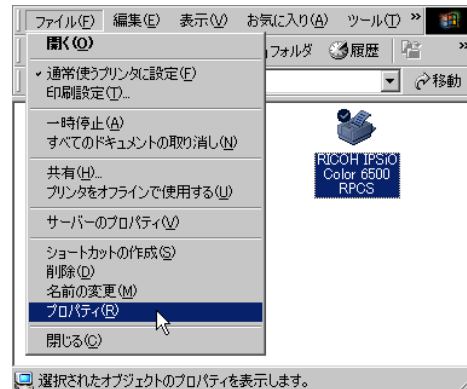 ファイル(F) 編集(E) 表示(V) お気に入り(A) ツール(T) »
開く(O)
フォルダ 履歴 »
通常使うプリンタに設定(F)
印刷設定(T)...
移動
一時停止(A)
すべてのドキュメントの取り消し(N)
共有(H)...
プリンタをオフラインで使用する(U)
サーバーのプロパティ(V)
ショートカットの作成(S)
削除(D)
名前の変更(M)
プロパティ(R)
閉じる(C)
RICOH IPSiO
Color 6500
RPCS
選択されたオブジェクトのプロパティを表示します。